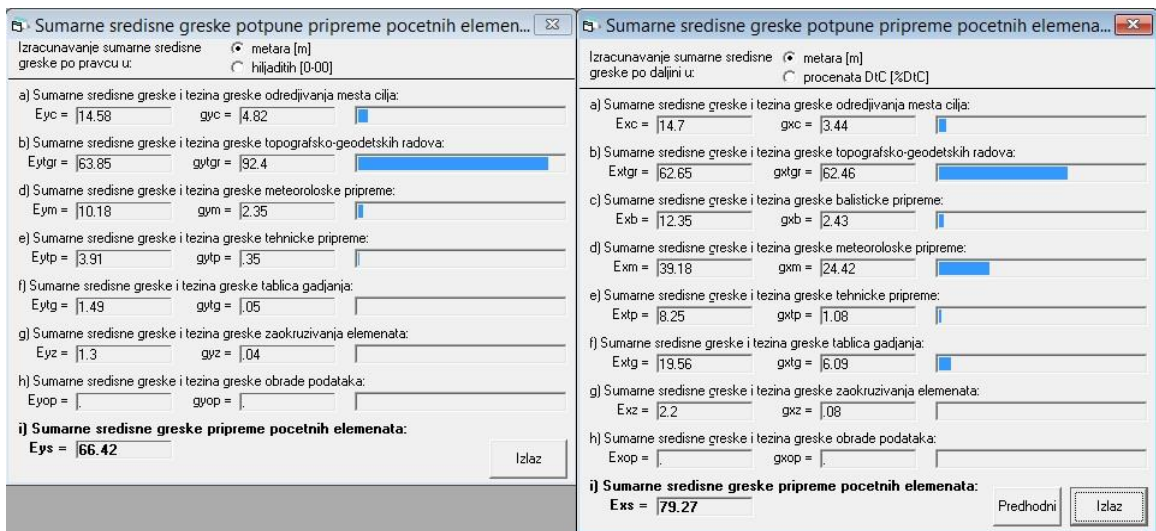 Sumarne sredisne greske potpune pripreme pocetnih elemen...
Izracunavanje sumarne sredisne
greske po pravcu u:
metara [m]
hiljaditih [0-00]
a) Sumarne sredisne greske i tezina greske odredjivanja mesta cilja:
Eyc = 14.58 gyc = 4.82
b) Sumarne sredisne greske i tezina greske topografsko-geodetskih radova:
Eytgr = 63.85 gytgr = 92.4
d) Sumarne sredisne greske i tezina greske meteoroloske pripreme:
Eym = 10.18 gym = 2.35
e) Sumarne sredisne greske i tezina greske tehnicke pripreme:
Eytp = 3.91 gytp = .35
f) Sumarne sredisne greske i tezina greske tablica gadjanja:
Eytg = 1.49 gytg = .05
g) Sumarne sredisne greske i tezina greske zaokruzivanja elemenata:
Eyz = 1.3 gyz = .04
h) Sumarne sredisne greske i tezina greske obrade podataka:
Eyop = . gyop = .
i) Sumarne sredisne greske pripreme pocetnih elemenata:
Eys = 66.42
Izlaz
Sumarne sredisne greske potpune pripreme pocetnih elemena...
Izracunavanje sumarne sredisne
greske po daljini u:
metara [m]
procenata DtC [%DtC]
a) Sumarne sredisne greske i tezina greske odredjivanja mesta cilja:
Exc = 14.7 gxc = 3.44
b) Sumarne sredisne greske i tezina greske topografsko-geodetskih radova:
Extgr = 62.65 gxtgr = 62.46
c) Sumarne sredisne greske i tezina greske balisticke pripreme:
Exb = 12.35 gxb = 2.43
d) Sumarne sredisne greske i tezina greske meteoroloske pripreme:
Exm = 39.18 gxm = 24.42
e) Sumarne sredisne greske i tezina greske tehnicke pripreme:
Extp = 8.25 gxtp = 1.08
f) Sumarne sredisne greske i tezina greske tablica gadjanja:
Extg = 19.56 gxtg = 6.09
g) Sumarne sredisne greske i tezina greske zaokruzivanja elemenata:
Exz = 2.2 gxz = .08
h) Sumarne sredisne greske i tezina greske obrade podataka:
Exop = . gxop = .
i) Sumarne sredisne greske pripreme pocetnih elemenata:
Exs = 79.27
Predhodni
Izlaz